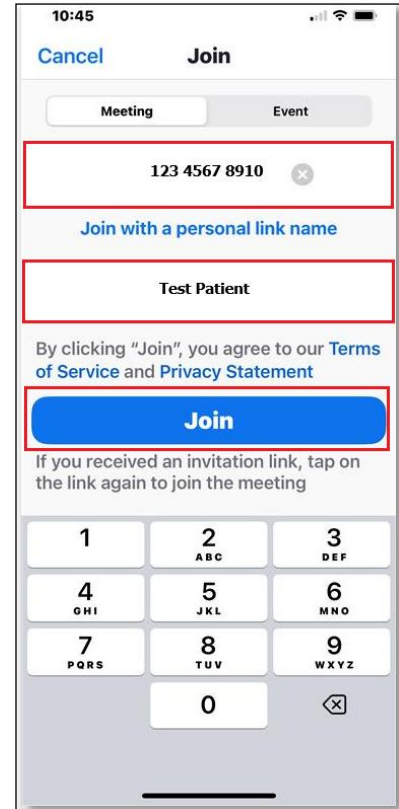 10:45
Cancel Join
Meeting Event
123 4567 8910
Join with a personal link name
Test Patient
By clicking "Join", you agree to our Terms
of Service and Privacy Statement
Join
If you received an invitation link, tap on
the link again to join the meeting
1 2 3
ABC DEF
4 5 6
GHI JKL MNO
7 8 9
PQRS TUV WXYZ
0